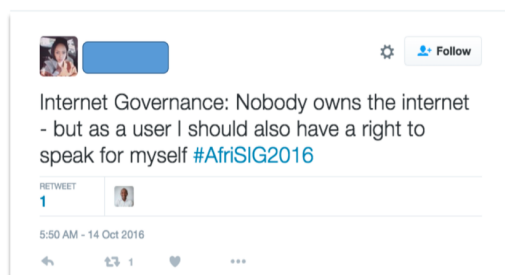 Follow
Internet Governance: Nobody owns the internet
- but as a user I should also have a right to
speak for myself #AfriSIG2016
RETWEET
1
5:50 AM - 14 Oct 2016
1